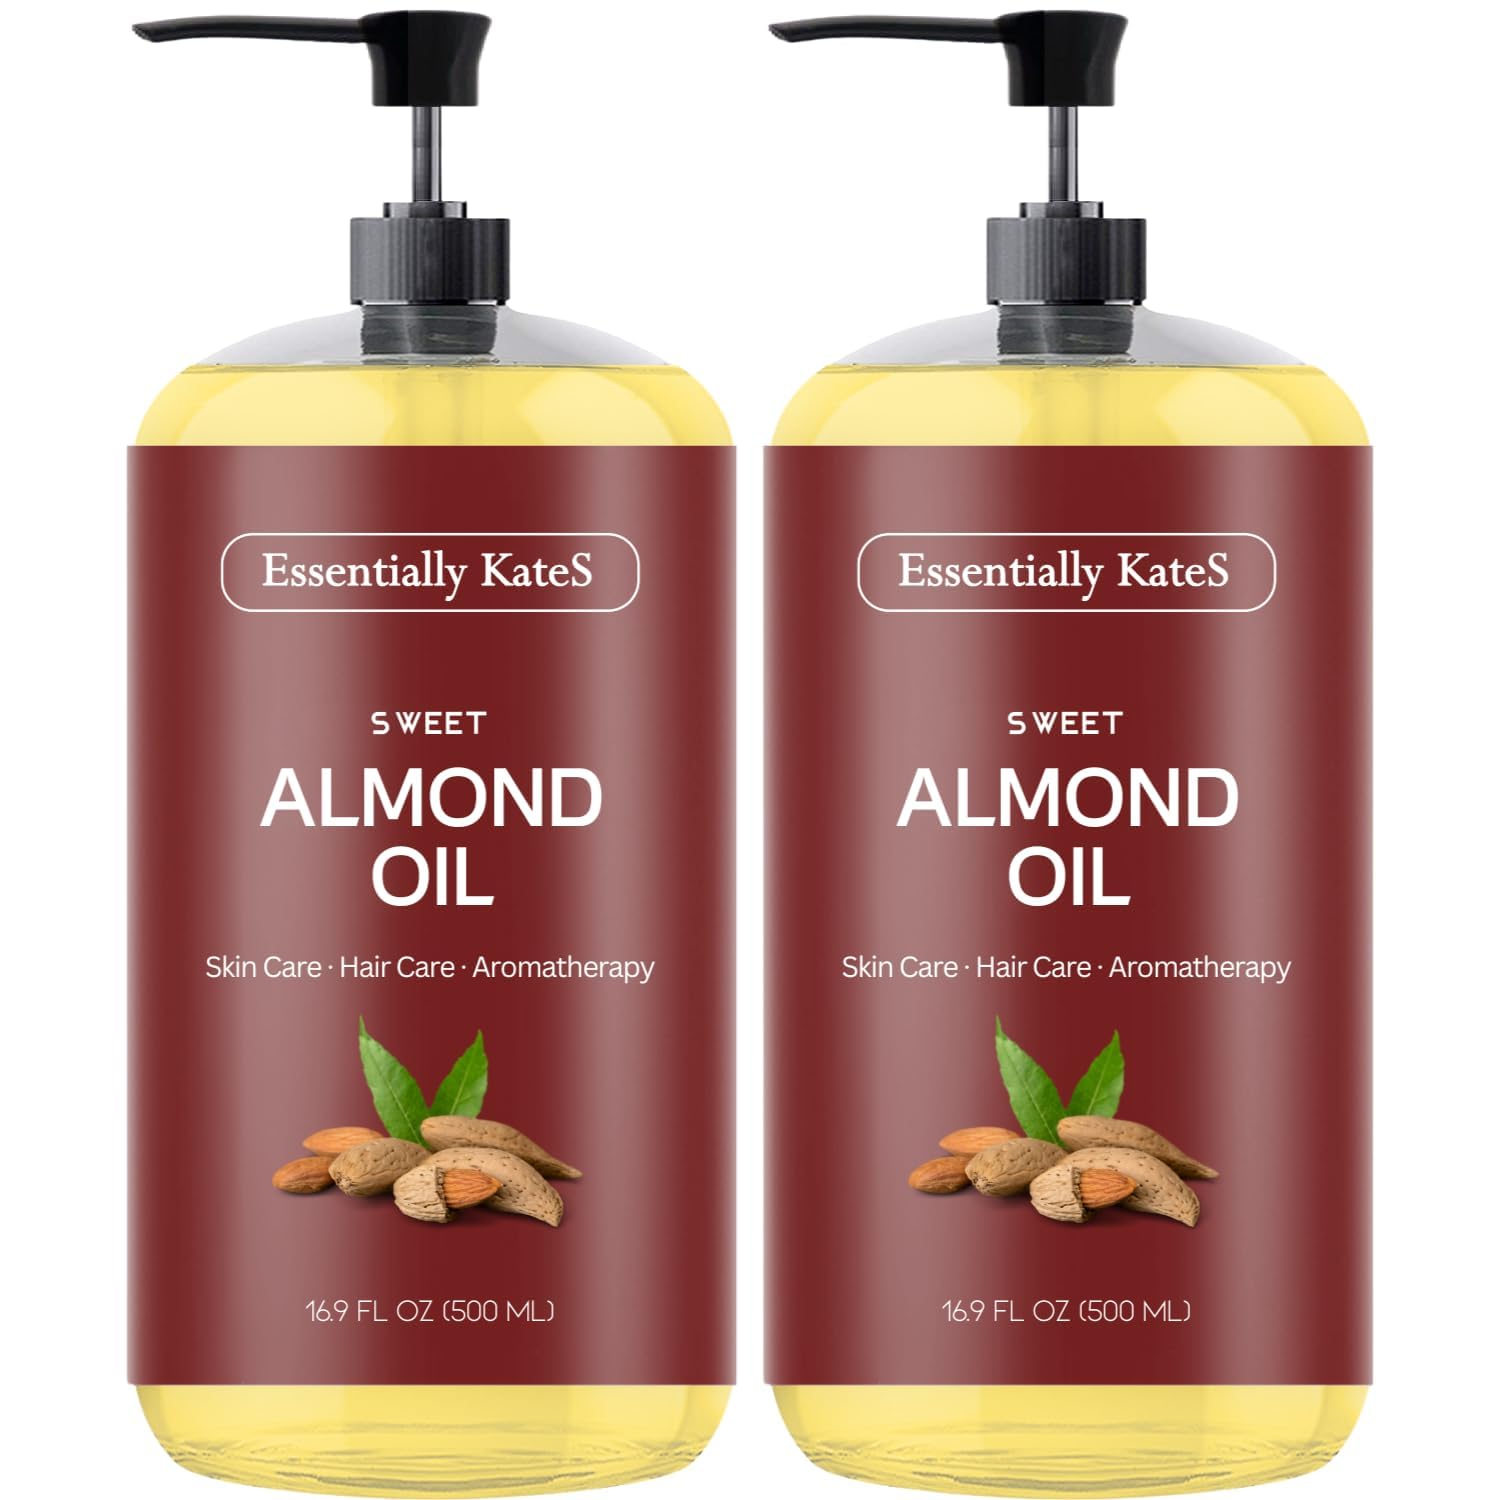 Essentially KateS
SWEET
ALMOND
OIL
Skin Care · Hair Care · Aromatherapy
16.9 FL OZ (500 ML)
Essentially KateS
SWEET
ALMOND
OIL
Skin Care · Hair Care · Aromatherapy
16.9 FL OZ (500 ML)